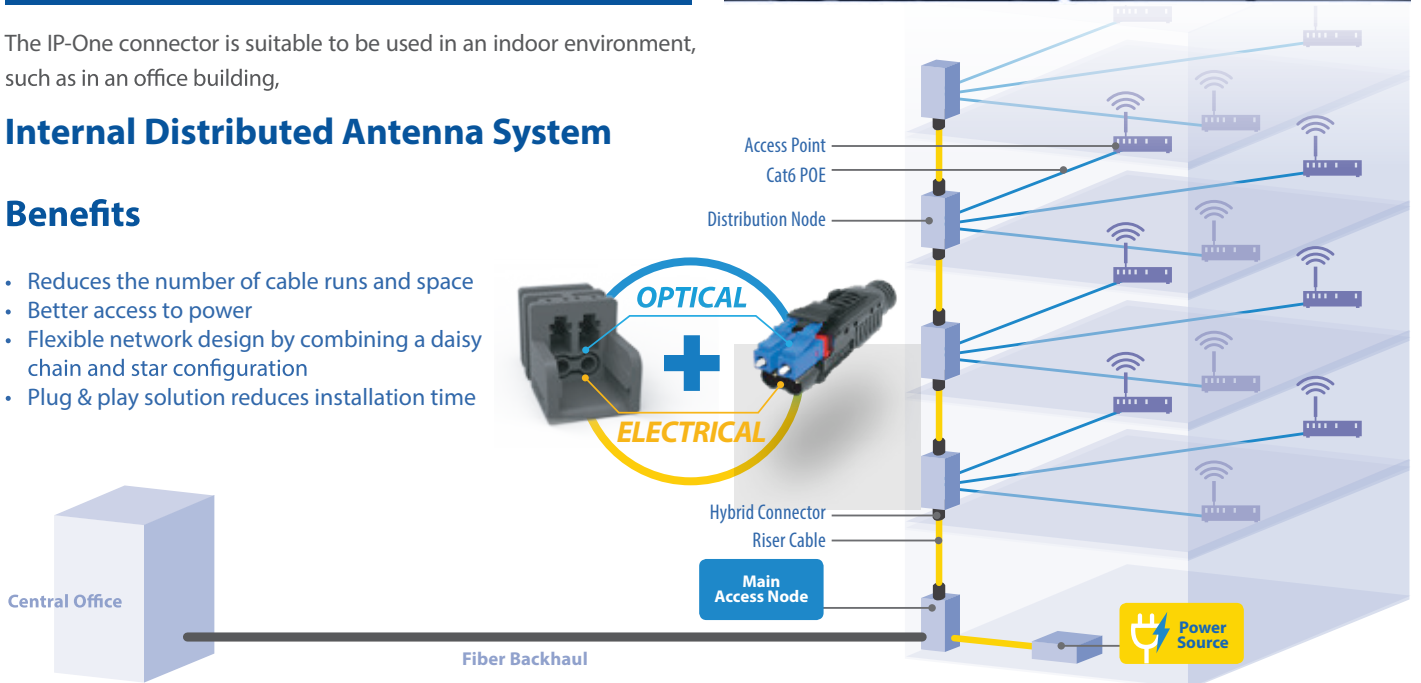 The IP-One connector is suitable to be used in an indoor environment,
such as in an office building,
Internal Distributed Antenna System
Benefits
• Reduces the number of cable runs and space
• Better access to power
• Flexible network design by combining a daisy
chain and star configuration
• Plug & play solution reduces installation time
OPTICAL
ELECTRICAL
Access Point
Cat6 POE
Distribution Node
Hybrid Connector
Riser Cable
Main
Access Node
Central Office
Fiber Backhaul
Power
Source